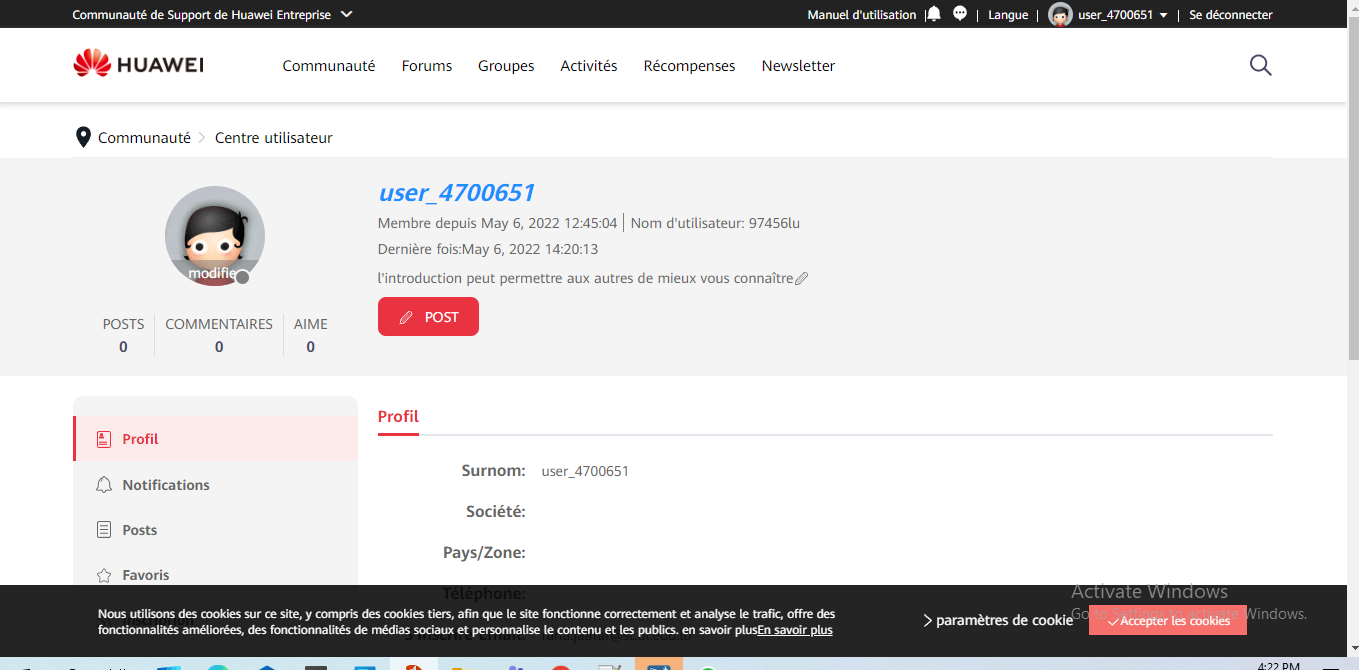 Communauté de Support de Huawei Entreprise
Manuel d'utilisation | | Langue | user_4700651 | Se déconnecter
HUAWEI Communauté Forums Groupes Activités Récompenses Newsletter
Communauté > Centre utilisateur
user_4700651
Membre depuis May 6, 2022 12:45:04 | Nom d'utilisateur: 97456lu
Dernière fois:May 6, 2022 14:20:13
modifie
l'introduction peut permettre aux autres de mieux vous connaître
POST
POSTS COMMENTAIRES AIME
0 0 0
Profil
Profil
Notifications
Posts
Favoris
Surnom: user_4700651
Société:
Pays/Zone:
Téléphone:
Activate Windows
Go to Settings to activate Windows.
Nous utilisons des cookies sur ce site, y compris des cookies tiers, afin que le site fonctionne correctement et analyse le trafic, offre des
fonctionnalités améliorées, des fonctionnalités de médias sociaux et personnalise le contenu et les publics. en savoir plusEn savoir plus
paramètres de cookie
Accepter les cookies
4:22 PM